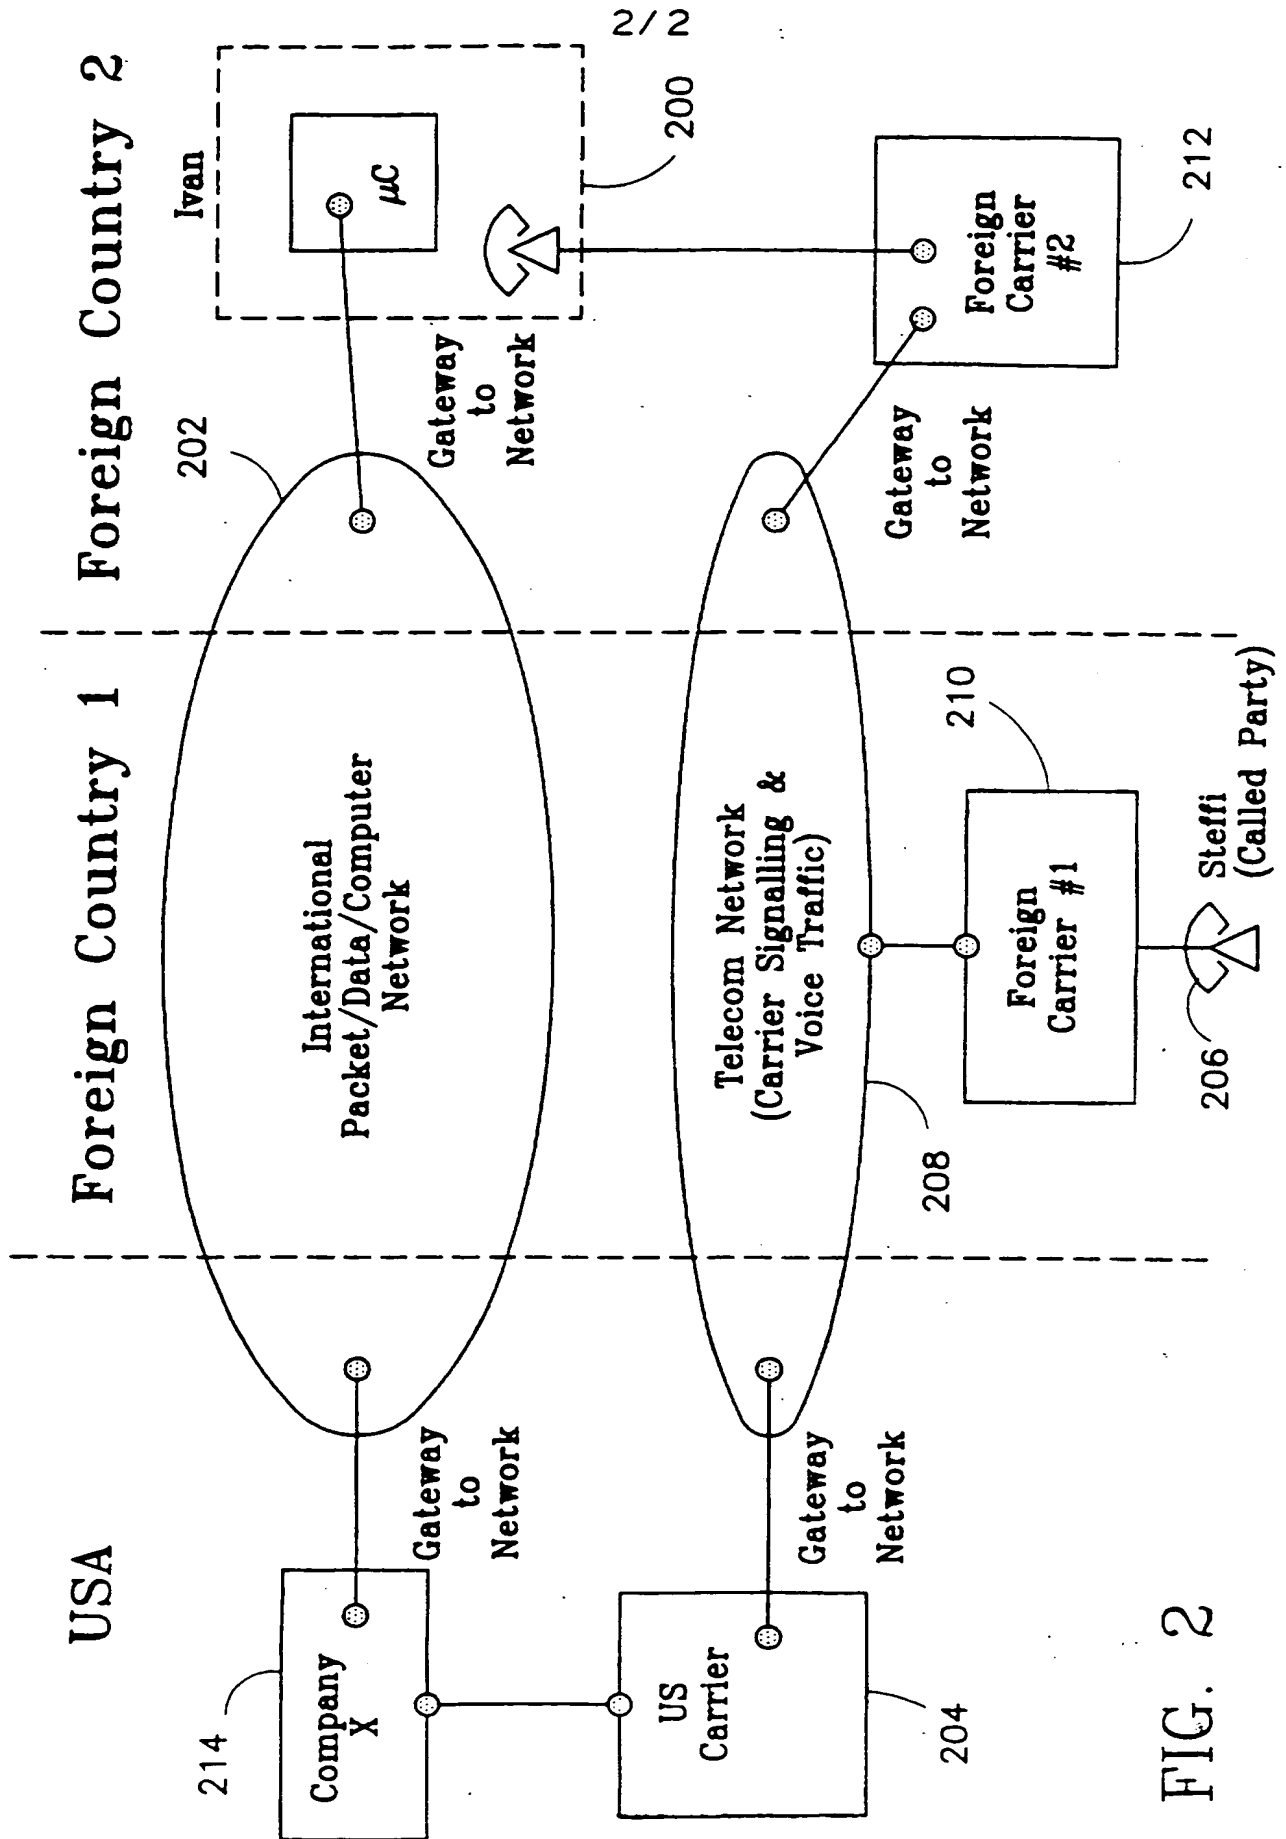 2/2
USA
Foreign Country 1
Foreign Country 2
214
Company
X
Gateway
to
Network
International
Packet/Data/Computer
Network
202
Gateway
to
Network
Ivan
μC
200
US
Carrier
204
Gateway
to
Network
Telecom Network
(Carrier Signalling &
Voice Traffic)
208
Gateway
to
Network
Foreign
Carrier
#2
212
Foreign
Carrier #1
210
206
Steffi
(Called Party)
FIG. 2